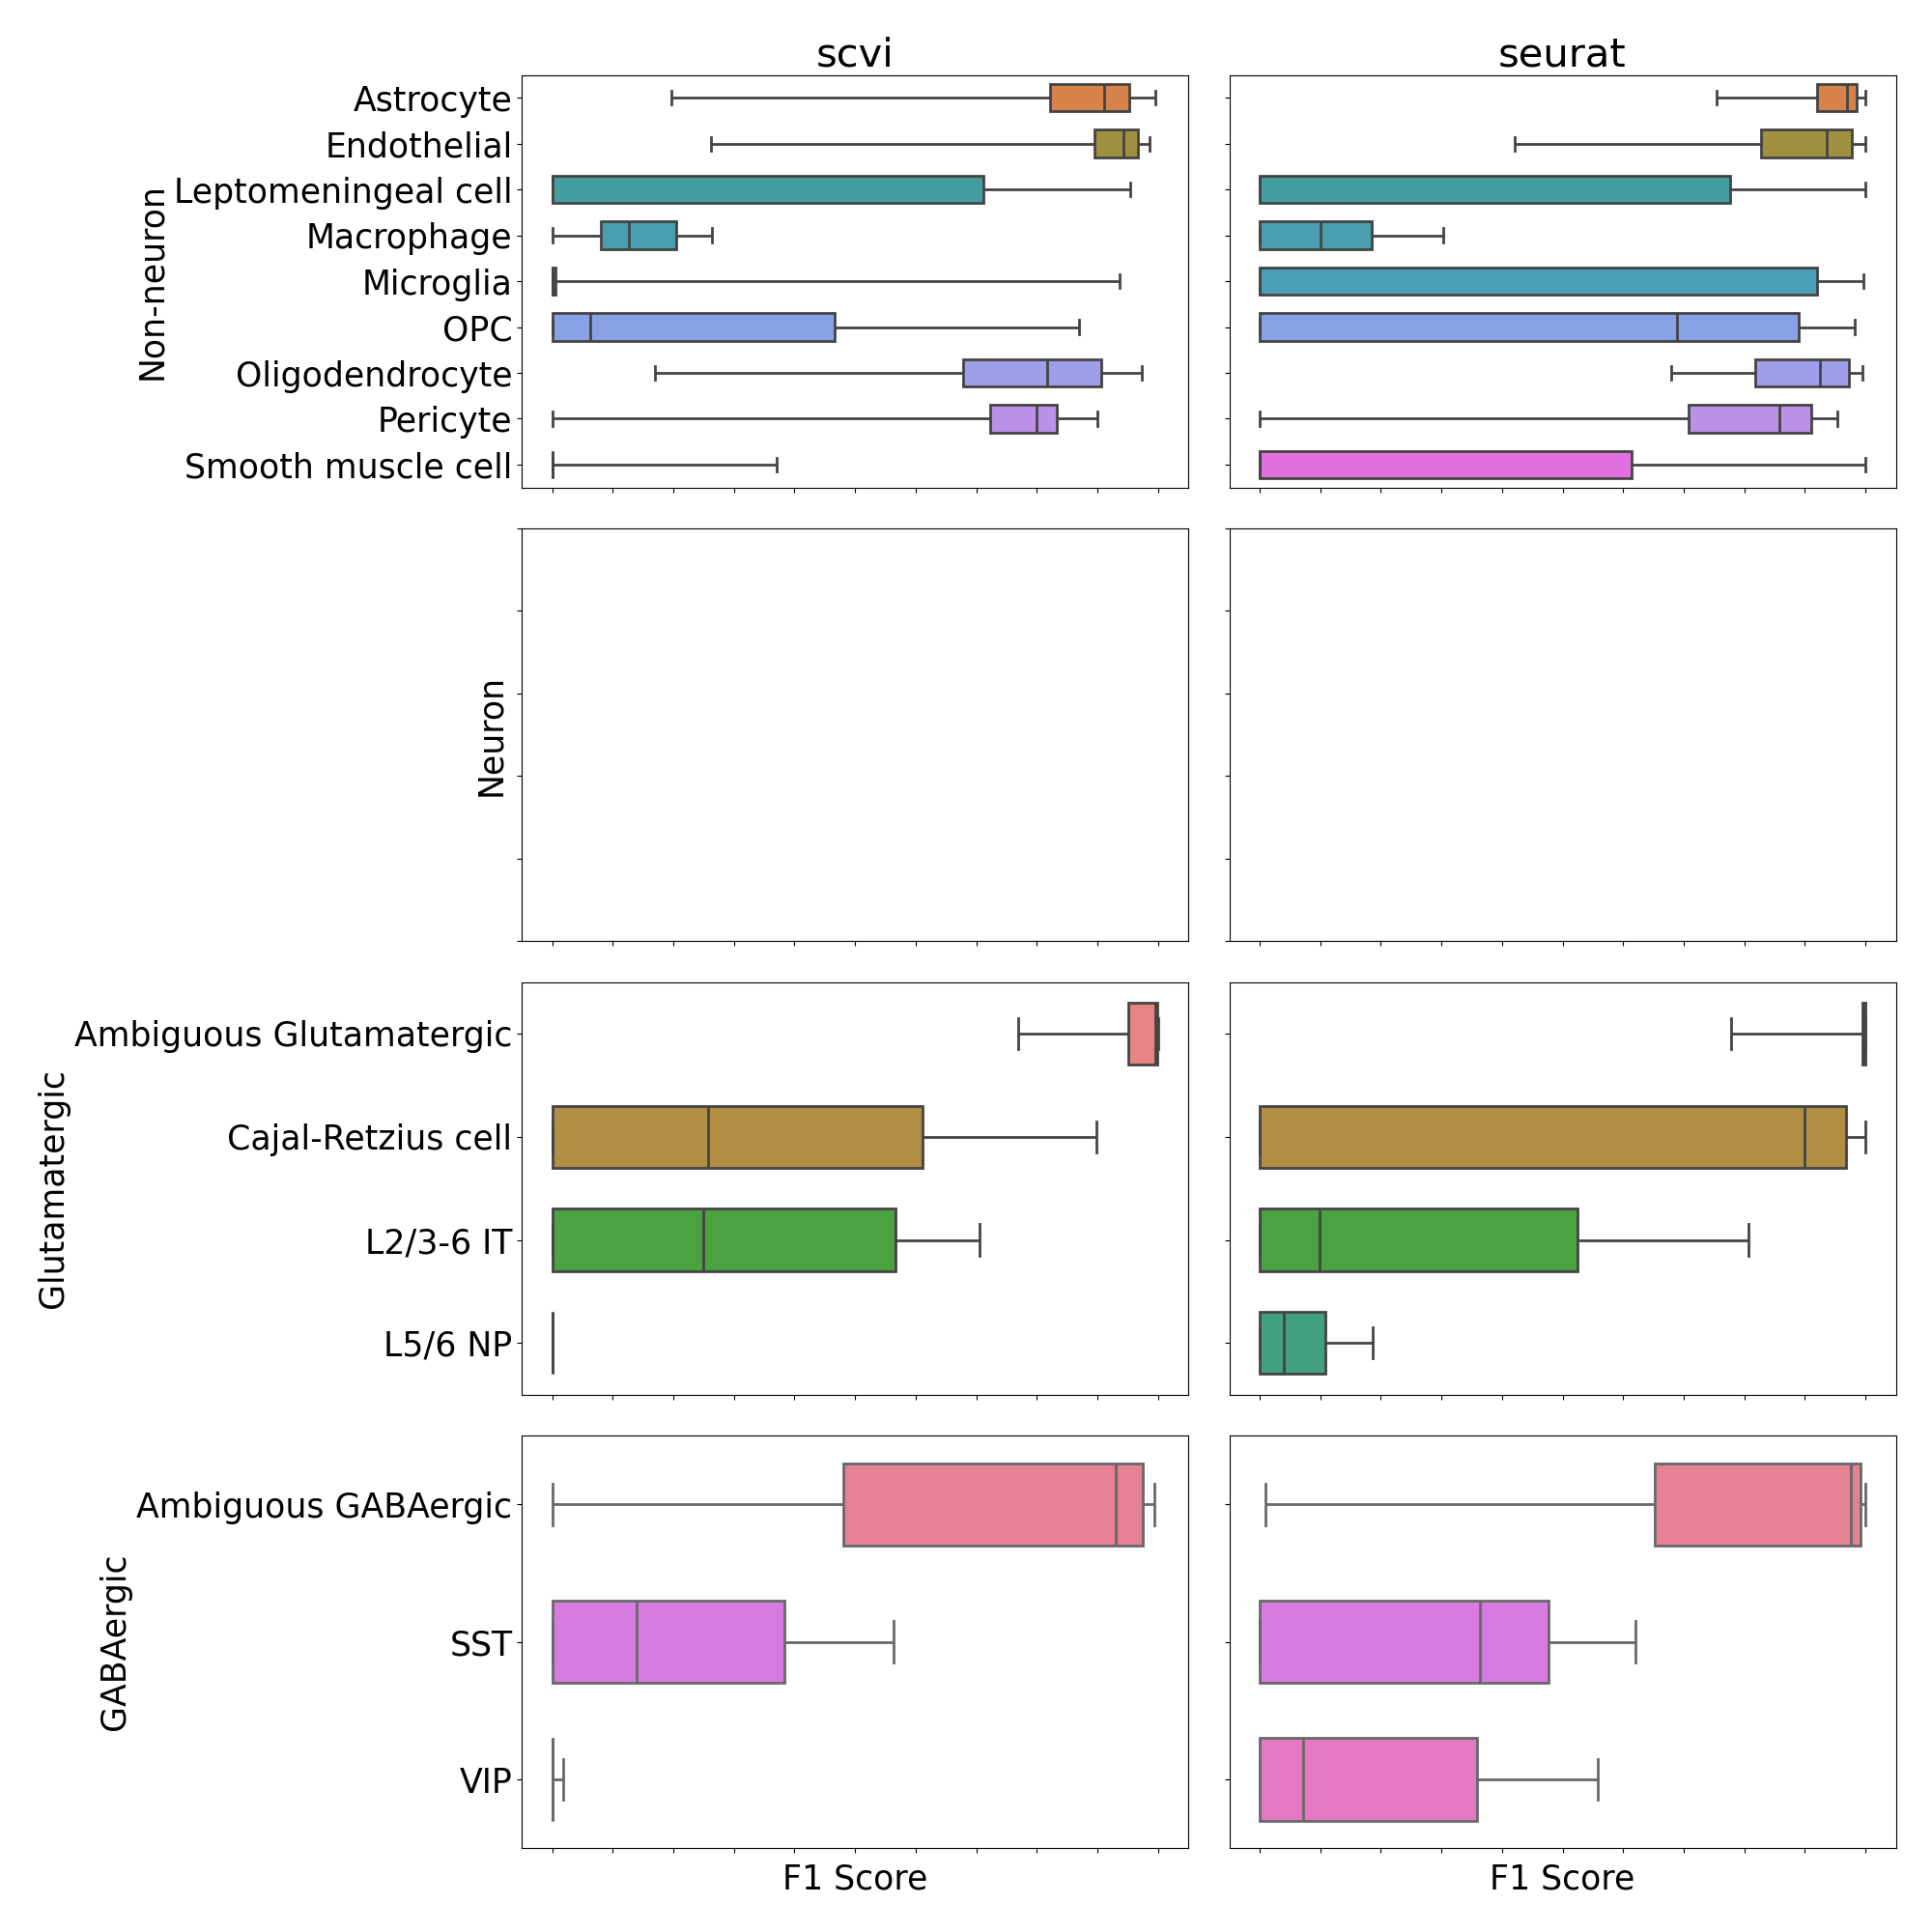 scvi
seurat
Non-neuron
Astrocyte
Endothelial
Leptomeningeal cell
Macrophage
Microglia
OPC
Oligodendrocyte
Pericyte
Smooth muscle cell
Neuron
Glutamatergic
Ambiguous Glutamatergic
Cajal-Retzius cell
L2/3-6 IT
L5/6 NP
GABAergic
Ambiguous GABAergic
SST
VIP
F1 Score
F1 Score